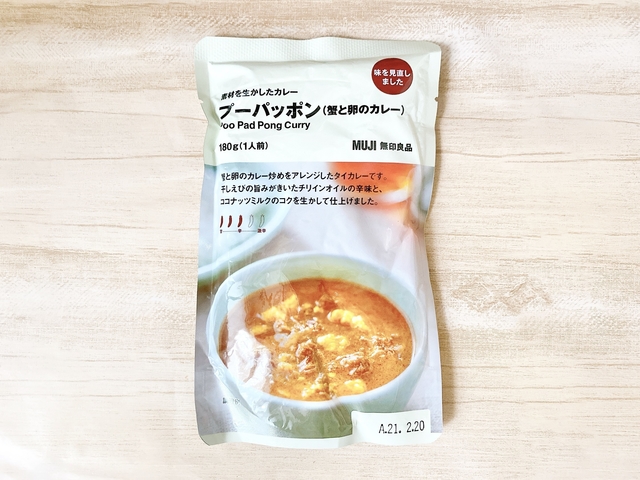 素材を生かしたカレー
味を見直し
ました
プーパッポン(蟹と卵のカレー)
Poo Pad Pong Curry
180g(1人前)
MUJI 無印良品
蟹と卵のカレー炒めをアレンジしたタイカレーです。
干しえびの旨みがきいたチリインオイルの辛味と、
ココナッツミルクのコクを生かして仕上げました。
辛
A.21. 2.20